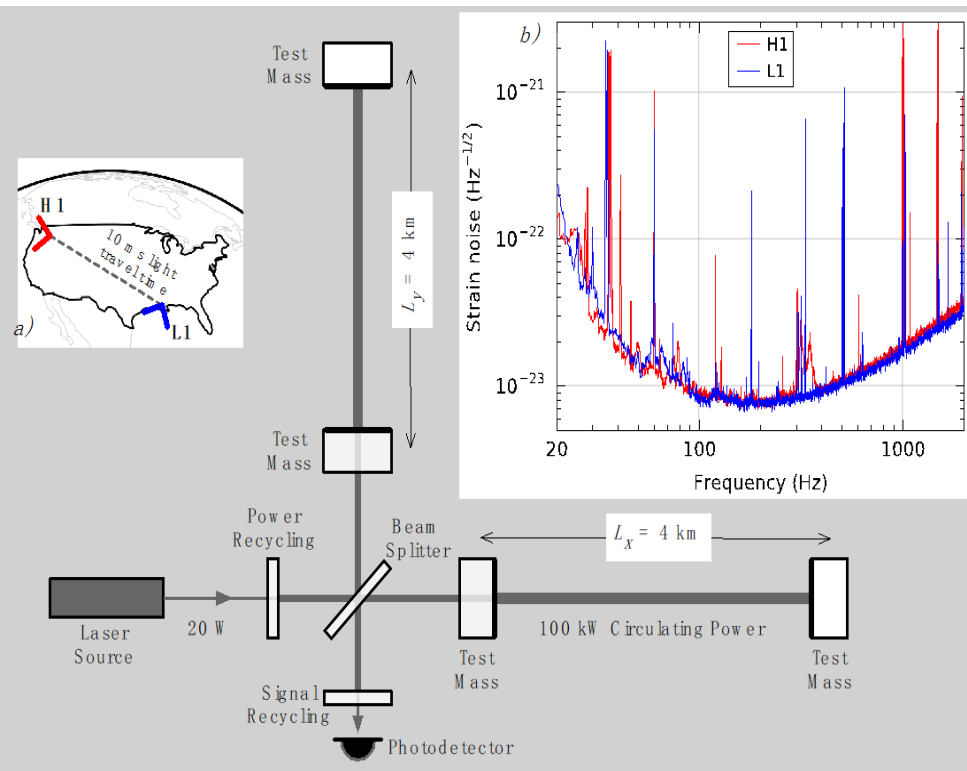 Test
Mass
L_y = 4 km
H1
10 ms light
travel time
L1
a)
b)
H1
L1
10^-21
10^-22
10^-23
Strain noise (Hz^-1/2)
20
100
1000
Frequency (Hz)
Test
Mass
Power
Recycling
Beam
Splitter
L_x = 4 km
Laser
Source
20 W
100 kW Circulating Power
Test
Mass
Test
Mass
Signal
Recycling
Photodetector